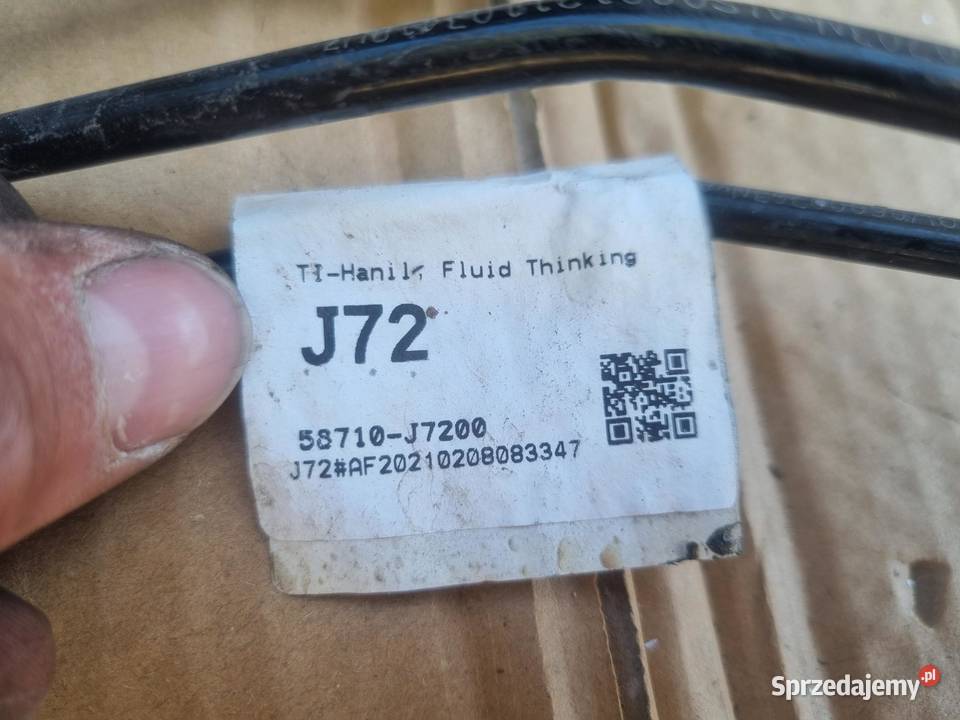 TI-Hanil, Fluid Thinking
J72
58710-J7200
J72#AF20210208083347
Sprzedajemy.pl